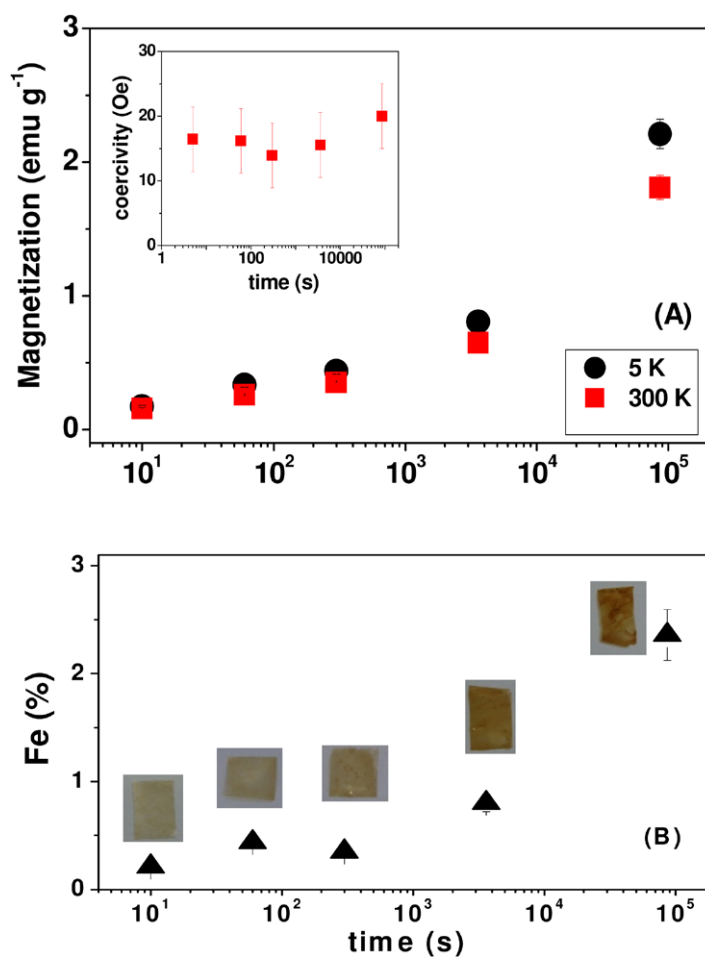 3
2
1
0
Magnetization (emu g⁻¹)
30
20
10
0
coercivity (Oe)
1 100 10000
time (s)
(A)
5 K
300 K
10¹ 10² 10³ 10⁴ 10⁵
3
2
1
0
Fe (%)
(B)
10¹ 10² 10³ 10⁴ 10⁵
time (s)